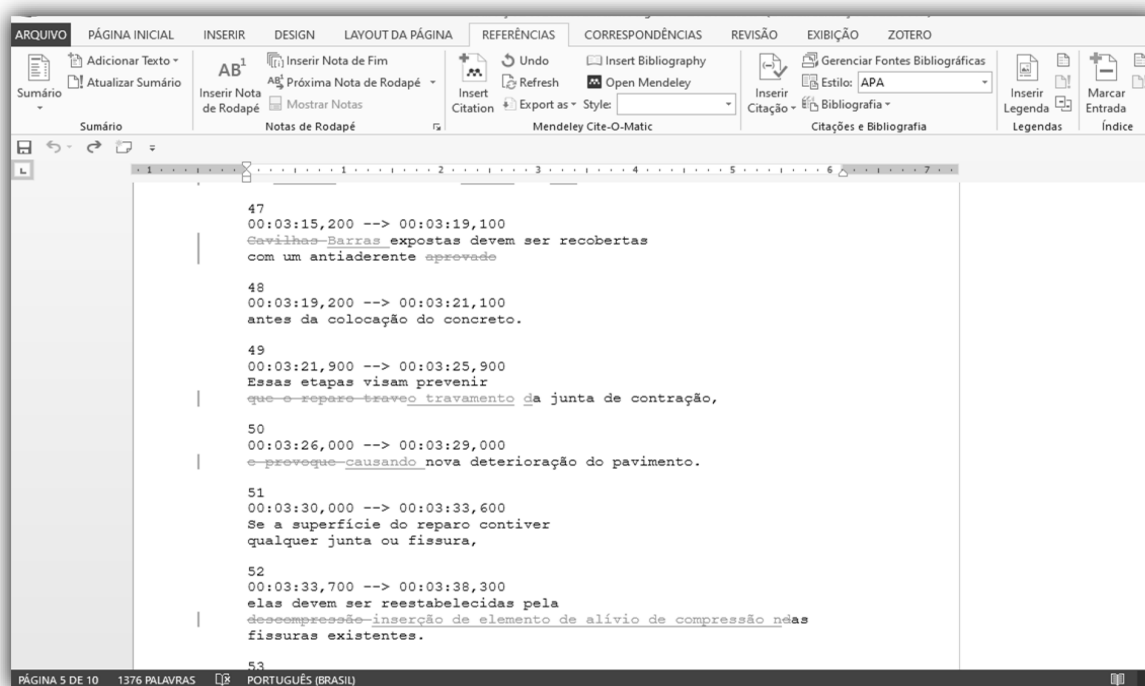 ARQUIVO PÁGINA INICIAL INSERIR DESIGN LAYOUT DA PÁGINA REFERÊNCIAS CORRESPONDÊNCIAS REVISÃO EXIBIÇÃO ZOTERO
Sumário
Adicionar Texto
Atualizar Sumário
Sumário
AB1
Inserir Nota de Rodapé
Inserir Nota de Fim
Próxima Nota de Rodapé
Mostrar Notas
Notas de Rodapé
Insert Citation
Undo
Refresh
Export as
Insert Bibliography
Open Mendeley
Style:
Mendeley Cite-O-Matic
Inserir Citação
Gerenciar Fontes Bibliográficas
Estilo: APA
Bibliografia
Citações e Bibliografia
Inserir Legenda
Legendas
Marcar Entrada
Índice
1 1 2 3 4 5 6 7
47
00:03:15,200 --> 00:03:19,100
Cavilhas Barras expostas devem ser recobertas
com um antiaderente aprovado
48
00:03:19,200 --> 00:03:21,100
antes da colocação do concreto.
49
00:03:21,900 --> 00:03:25,900
Essas etapas visam prevenir
que o reparo traveo travamento da junta de contração,
50
00:03:26,000 --> 00:03:29,000
e provoque causando nova deterioração do pavimento.
51
00:03:30,000 --> 00:03:33,600
Se a superfície do reparo contiver
qualquer junta ou fissura,
52
00:03:33,700 --> 00:03:38,300
elas devem ser reestabelecidas pela
descompressão inserção de elemento de alívio de compressão ndas
fissuras existentes.
53
PÁGINA 5 DE 10 1376 PALAVRAS PORTUGUÊS (BRASIL)